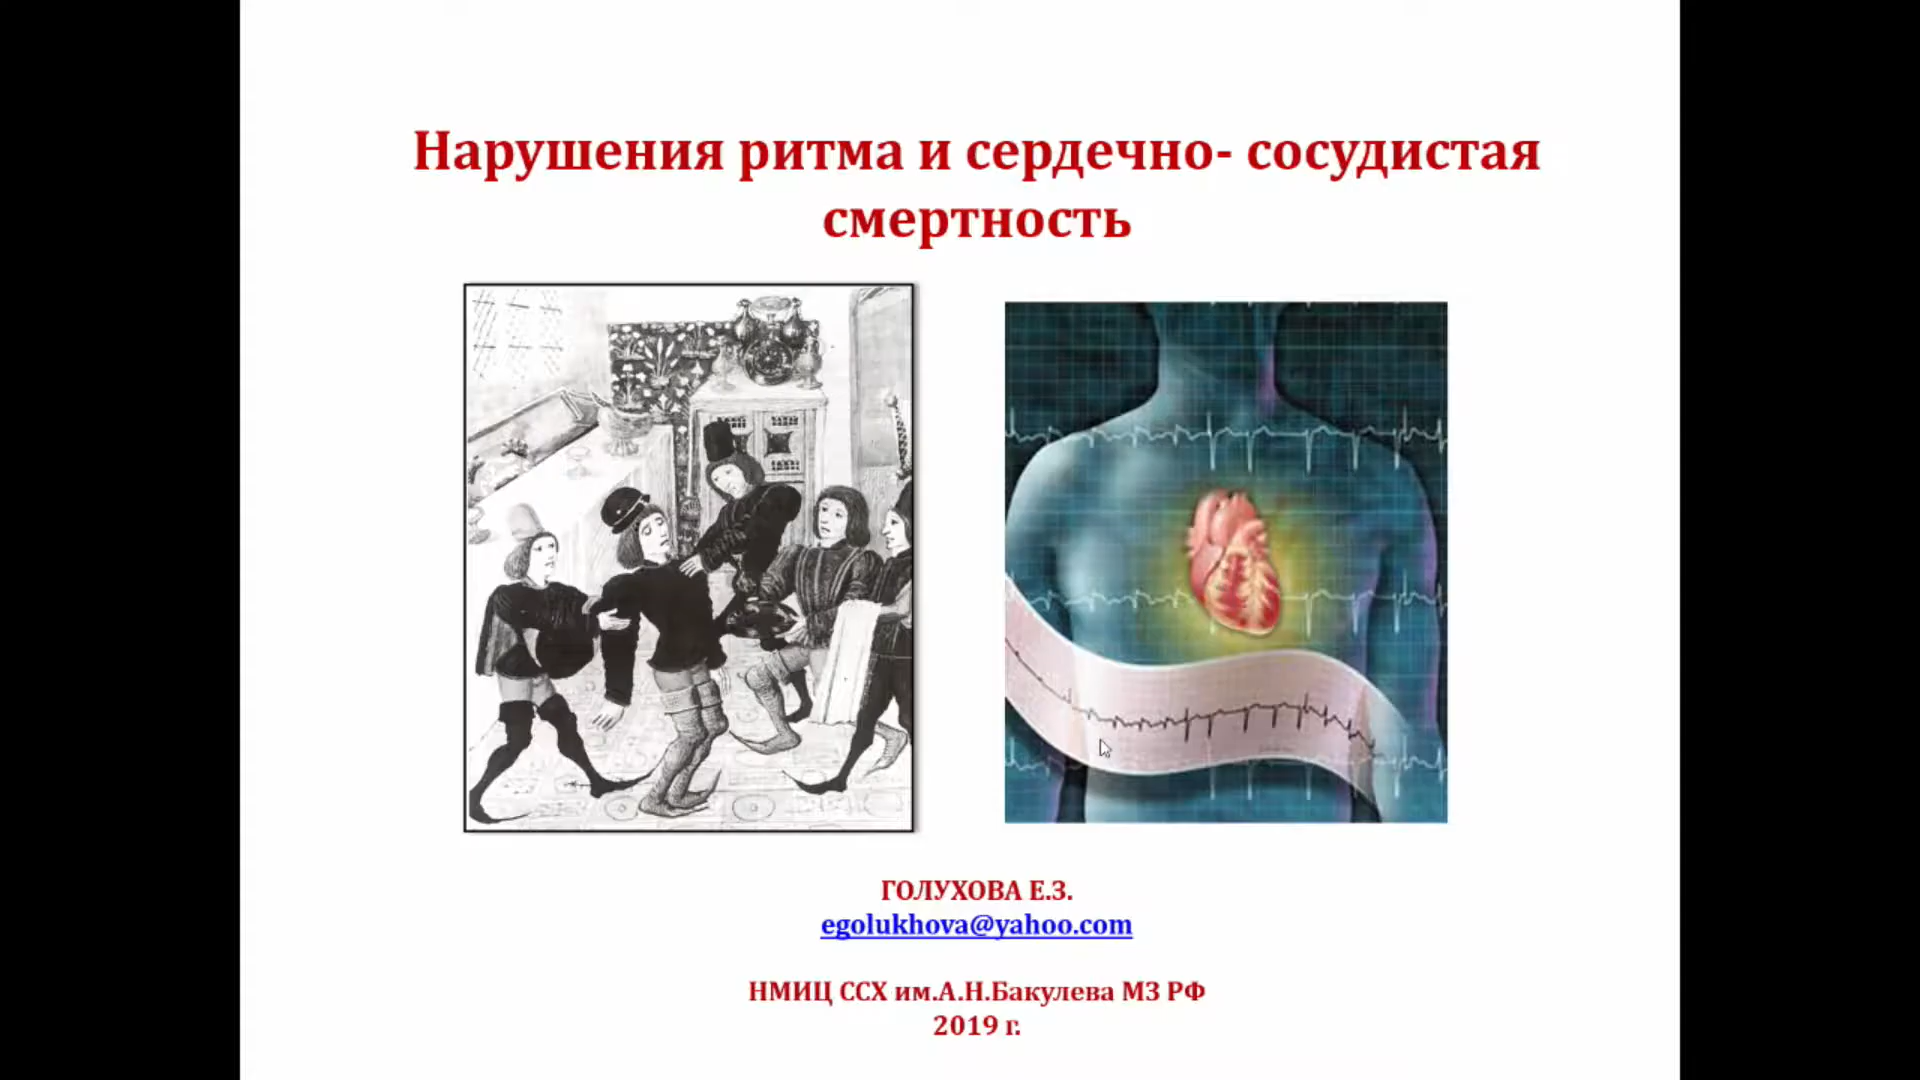 Нарушения ритма и сердечно- сосудистая
смертность
ГОЛУХОВА Е.З.
egolukhova@yahoo.com
НМИЦ ССХ им.А.Н.Бакулева МЗ РФ
2019 г.